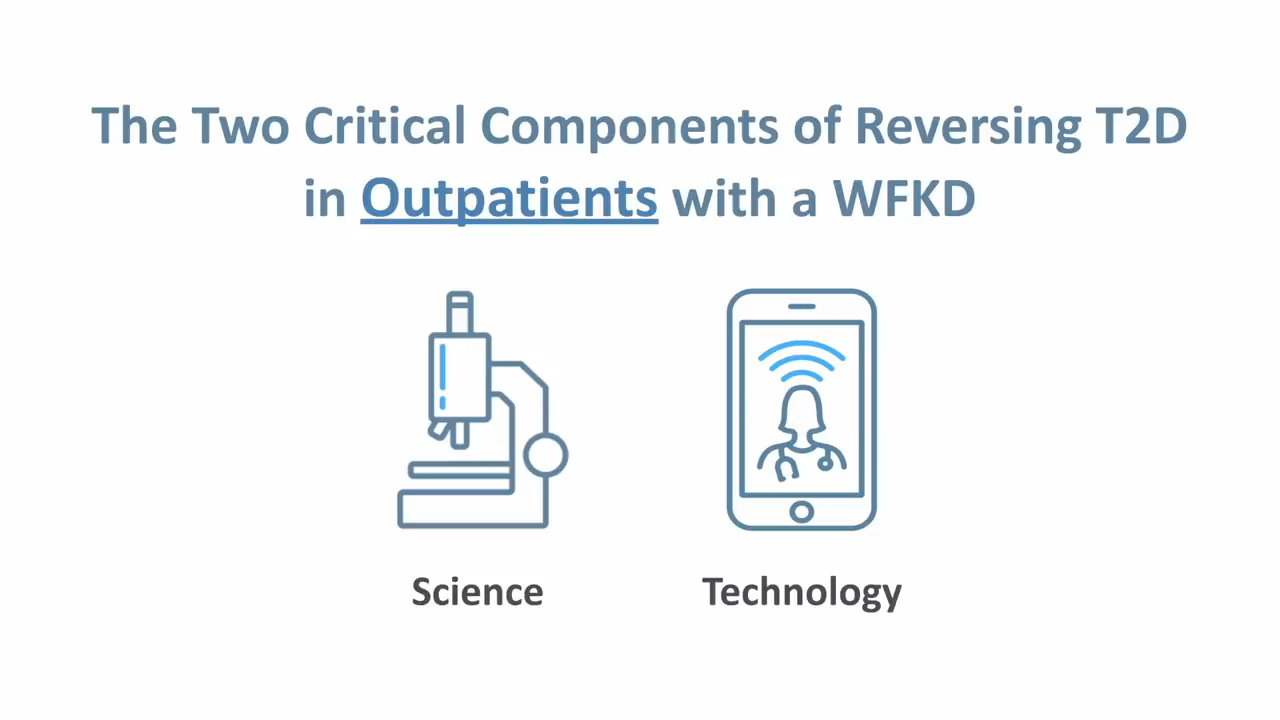 The Two Critical Components of Reversing T2D
in Outpatients with a WFKD
Science
Technology